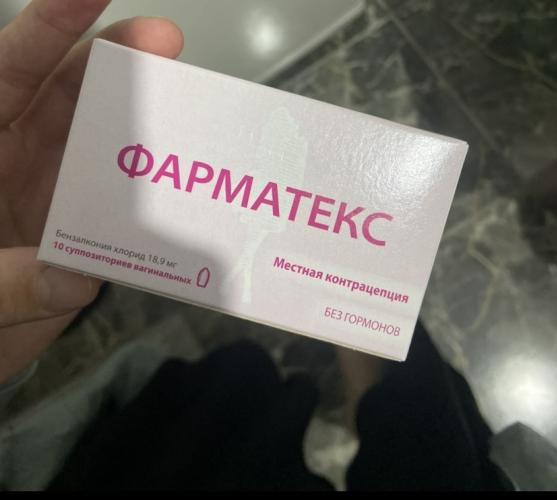 ФАРМАТЕКС
Бензалкония хлорид 18,9 мг
10 суппозиториев вагинальных
Местная контрацепция
БЕЗ ГОРМОНОВ